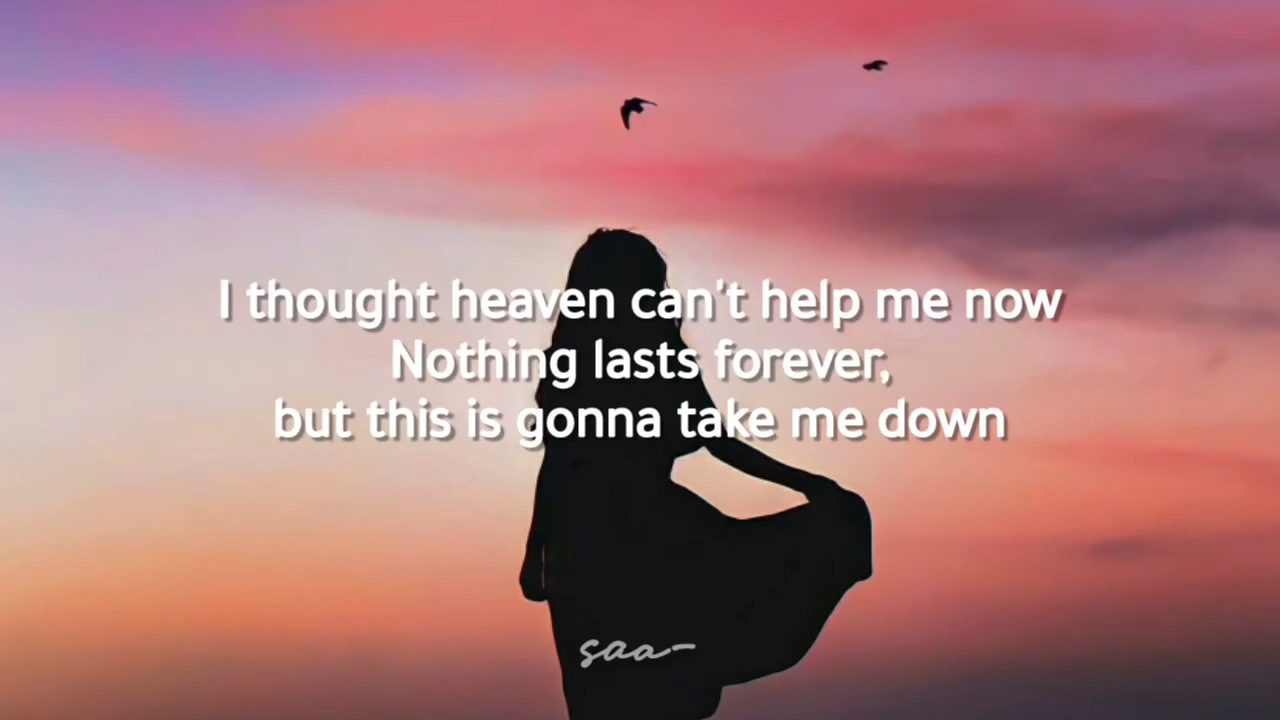 I thought heaven can't help me now
Nothing lasts forever,
but this is gonna take me down
saa-